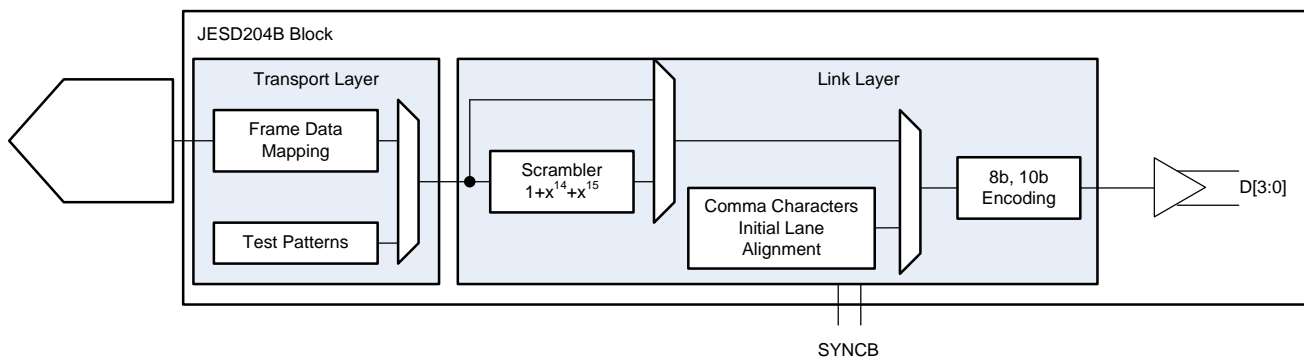 JESD204B Block
Transport Layer
Frame Data
Mapping
Test Patterns
Link Layer
Scrambler
1+x¹⁴+x¹⁵
Comma Characters
Initial Lane
Alignment
8b, 10b
Encoding
D[3:0]
SYNCB